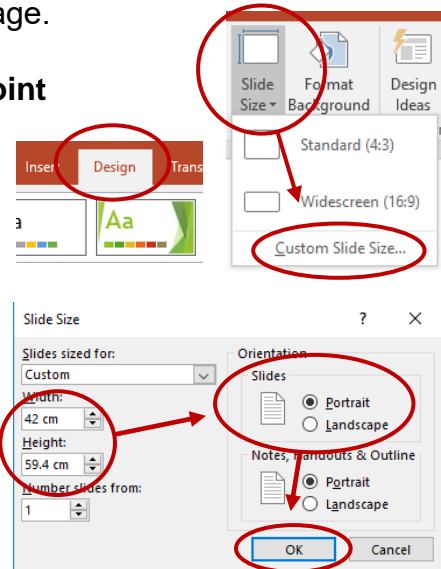 age.
oint
Slide Size
Format Background
Design Ideas
Standard (4:3)
Widescreen (16:9)
Custom Slide Size...
Insert Design Trans
a
Aa
Slide Size ? ×
Slides sized for:
Custom
Width:
42 cm
Height:
59.4 cm
Number slides from:
1
Orientation
Slides
Portrait
Landscape
Notes, Handouts & Outline
Portrait
Landscape
OK Cancel